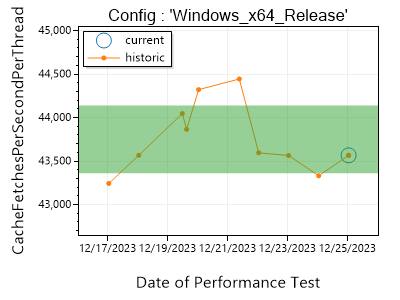 Config : 'Windows_x64_Release'
CacheFetchesPerSecondPerThread
45,000
44,500
44,000
43,500
43,000
current
historic
12/17/2023
12/19/2023
12/21/2023
12/23/2023
12/25/2023
Date of Performance Test